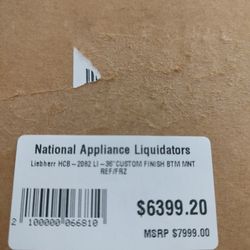 National Appliance Liquidators
Liebherr HCB - 2082 LI - 36"CUSTOM FINISH BTM MNT
REF/FRZ
$6399.20
2 100000 066810
MSRP $7999.00